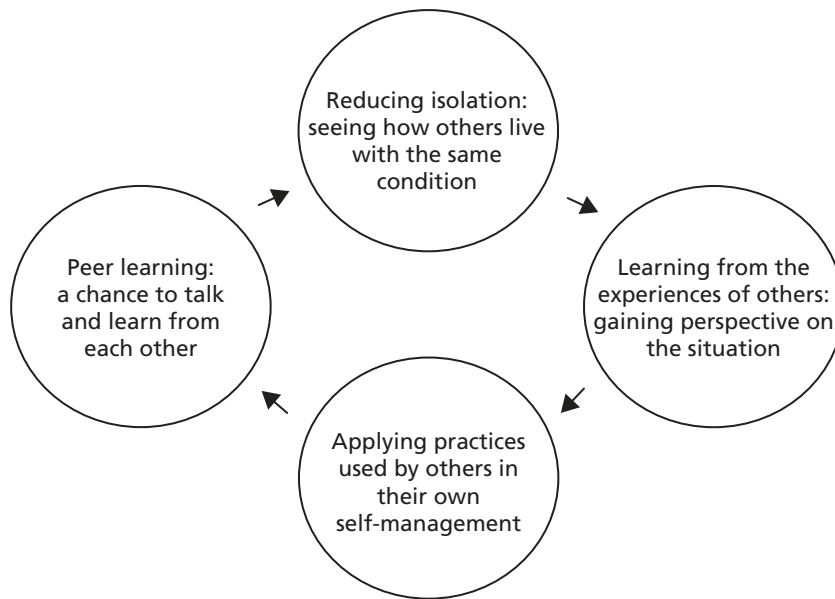 Reducing isolation:
seeing how others live
with the same
condition
Peer learning:
a chance to talk
and learn from
each other
Learning from the
experiences of others:
gaining perspective on
the situation
Applying practices
used by others in
their own
self-management